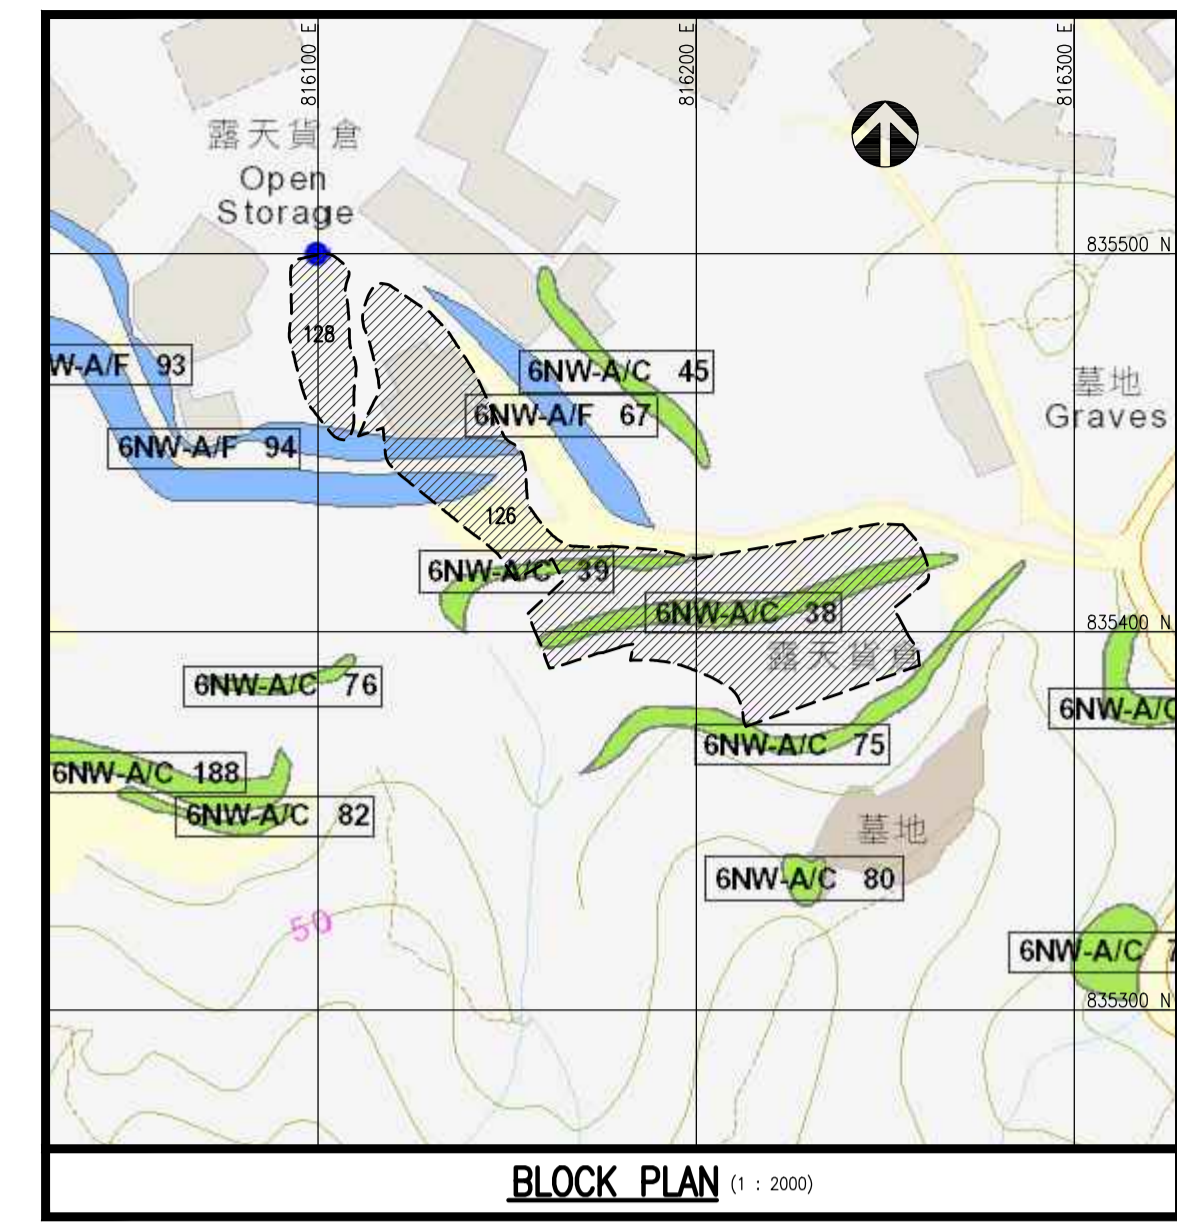 816100 E
816200 E
816300 E
露天貨倉
Open
Storage
835500 N
128
W-A/F 93
6NW-A/C 45
墓地
Graves
6NW-A/F 67
6NW-A/F 94
126
6NW-A/C 39
6NW-A/C 38
835400 N
露天貨倉
6NW-A/C 76
6NW-A/C
6NW-A/C 75
6NW-A/C 188
6NW-A/C 82
墓地
6NW-A/C 80
50
6NW-A/C 7
835300 N
BLOCK PLAN (1 : 2000)